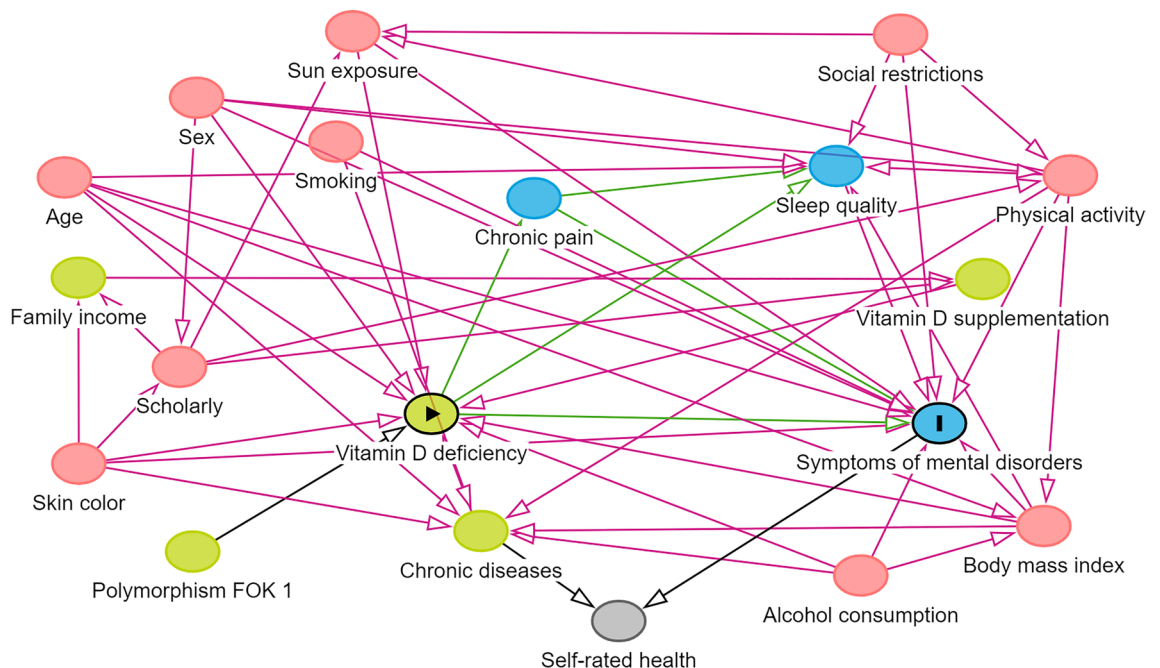 Sun exposure
Social restrictions
Sex
Smoking
Age
Sleep quality
Physical activity
Chronic pain
Family income
Vitamin D supplementation
Scholarly
Vitamin D deficiency
Symptoms of mental disorders
Skin color
Chronic diseases
Body mass index
Polymorphism FOK 1
Alcohol consumption
Self-rated health